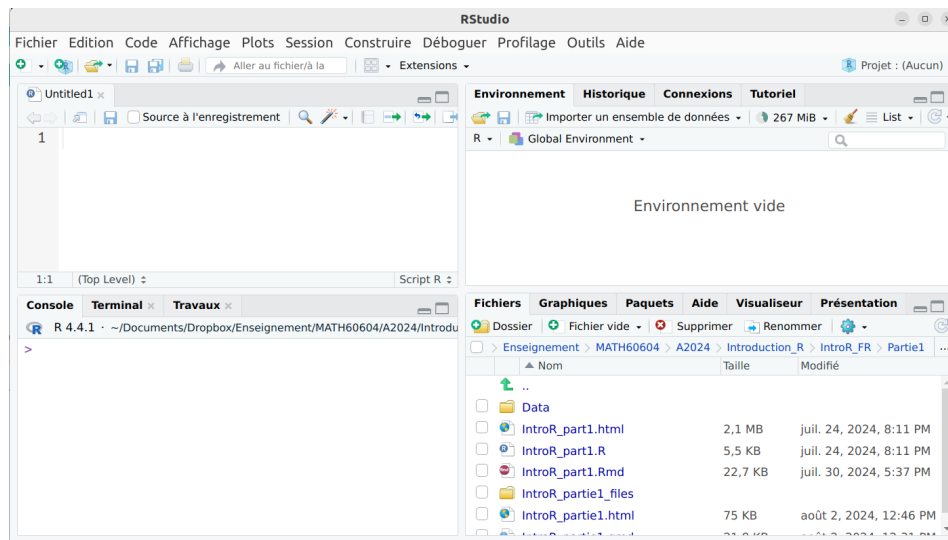 RStudio
Fichier Edition Code Affichage Plots Session Construire Déboguer Profilage Outils Aide
Aller au fichier/à la Extensions Projet : (Aucun)
Untitled1
Source à l'enregistrement
1
1:1 (Top Level) Script R
Environnement Historique Connexions Tutoriel
Importer un ensemble de données 267 MiB List
R Global Environment
Environnement vide
Console Terminal Travaux
R 4.4.1 · ~/Documents/Dropbox/Enseignement/MATH60604/A2024/Introdu
>
Fichiers Graphiques Paquets Aide Visualiseur Présentation
Dossier Fichier vide Supprimer Renommer
> Enseignement > MATH60604 > A2024 > Introduction_R > IntroR_FR > Partie1 ...
Nom Taille Modifié
..
Data
IntroR_part1.html 2,1 MB juil. 24, 2024, 8:11 PM
IntroR_part1.R 5,5 KB juil. 24, 2024, 8:11 PM
IntroR_part1.Rmd 22,7 KB juil. 30, 2024, 5:37 PM
IntroR_partie1_files
IntroR_partie1.html 75 KB août 2, 2024, 12:46 PM